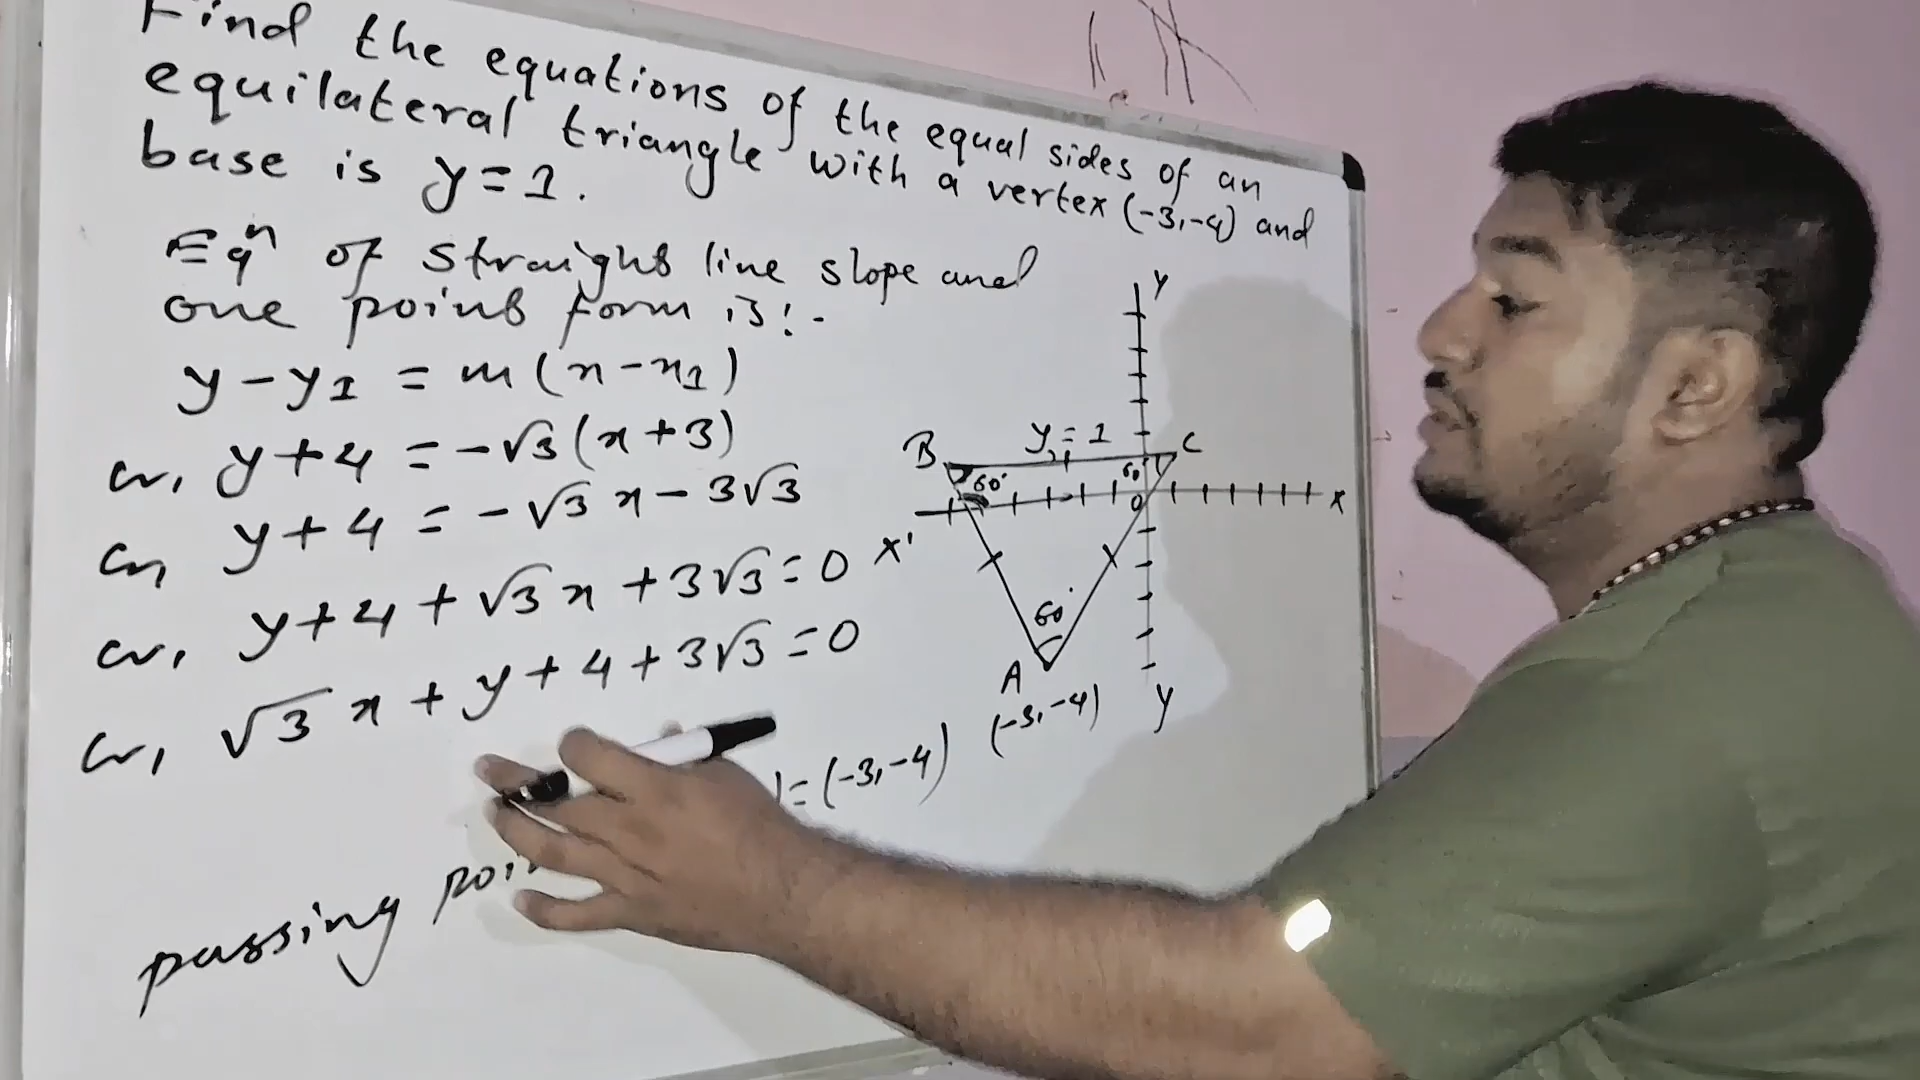 Find the equations of the equal sides of an
equilateral triangle with a vertex (-3,-4) and
base is y=1.
Eqⁿ of straight line slope and
one point form is:-
y-y1 = m(x-x1)
or, y+4 = -√3(x+3)
or, y+4 = -√3x-3√3
or, y+4+√3x+3√3=0
or, √3x+y+4+3√3=0
passing
)=(-3,-4)
Y
B
y=1
C
60°
60°
O
X
X'
60°
A
(-3,-4)
Y